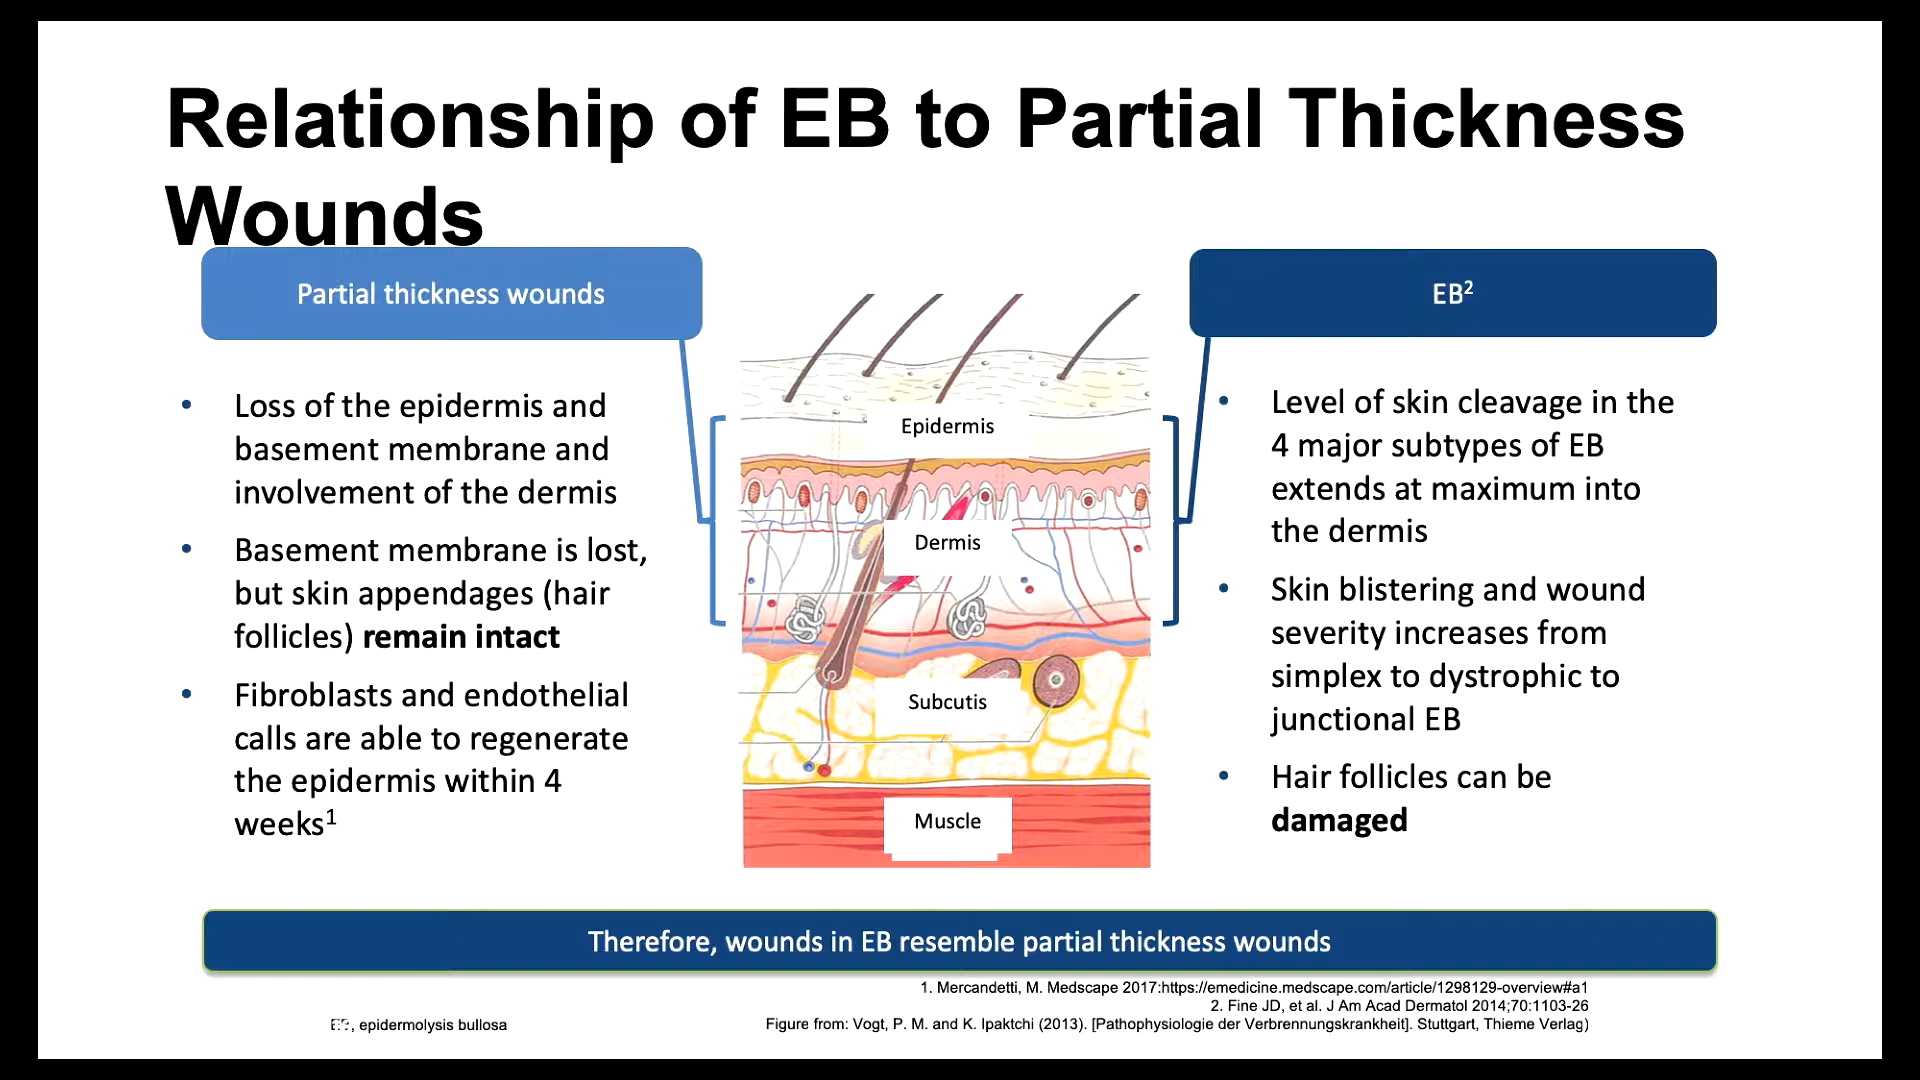 Relationship of EB to Partial Thickness
Wounds
Partial thickness wounds
• Loss of the epidermis and
basement membrane and
involvement of the dermis
• Basement membrane is lost,
but skin appendages (hair
follicles) remain intact
• Fibroblasts and endothelial
calls are able to regenerate
the epidermis within 4
weeks¹
Epidermis
Dermis
Subcutis
Muscle
EB²
• Level of skin cleavage in the
4 major subtypes of EB
extends at maximum into
the dermis
• Skin blistering and wound
severity increases from
simplex to dystrophic to
junctional EB
• Hair follicles can be
damaged
Therefore, wounds in EB resemble partial thickness wounds
1. Mercandetti, M. Medscape 2017:https://emedicine.medscape.com/article/1298129-overview#a1
2. Fine JD, et al. J Am Acad Dermatol 2014;70:1103-26
Figure from: Vogt, P. M. and K. Ipaktchi (2013). [Pathophysiologie der Verbrennungskrankheit]. Stuttgart, Thieme Verlag)
, epidermolysis bullosa